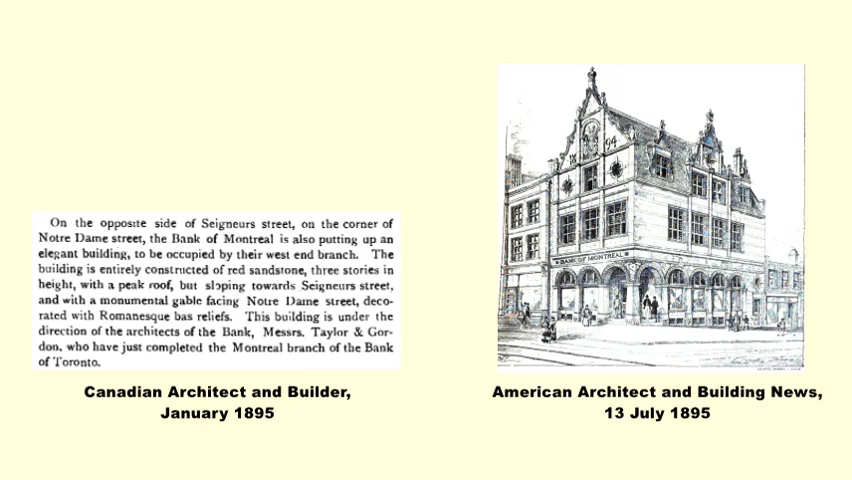 On the opposite side of Seigneurs street, on the corner of
Notre Dame street, the Bank of Montreal is also putting up an
elegant building, to be occupied by their west end branch. The
building is entirely constructed of red sandstone, three stories in
height, with a peak roof, but sloping towards Seigneurs street,
and with a monumental gable facing Notre Dame street, deco-
rated with Romanesque bas reliefs. This building is under the
direction of the architects of the Bank, Messrs. Taylor & Gor-
don, who have just completed the Montreal branch of the Bank
of Toronto.
Canadian Architect and Builder,
January 1895
94
BANK OF MONTREAL
American Architect and Building News,
13 July 1895